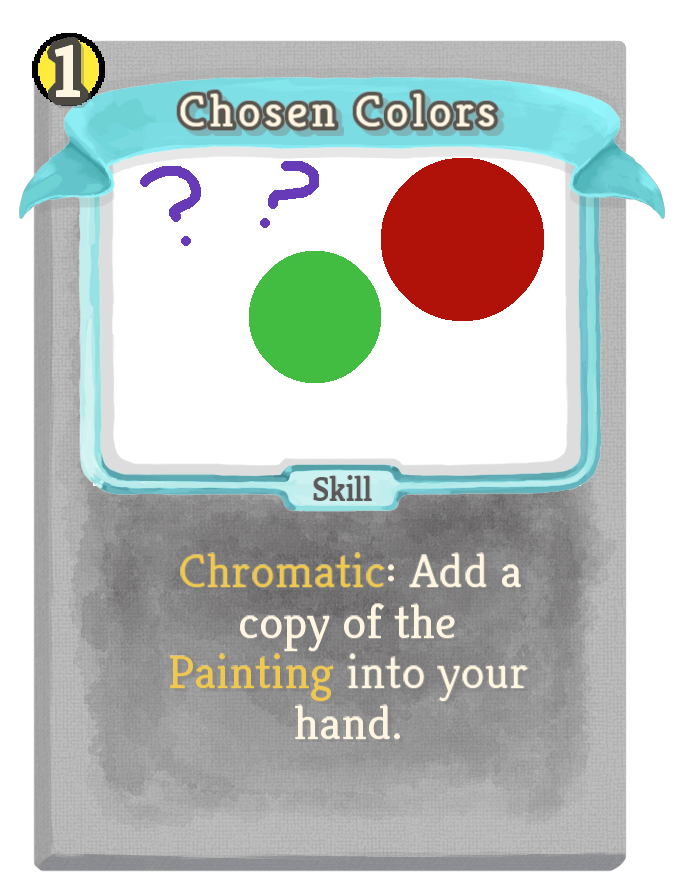 1
Chosen Colors
? ?
Skill
Chromatic: Add a
copy of the
Painting into your
hand.